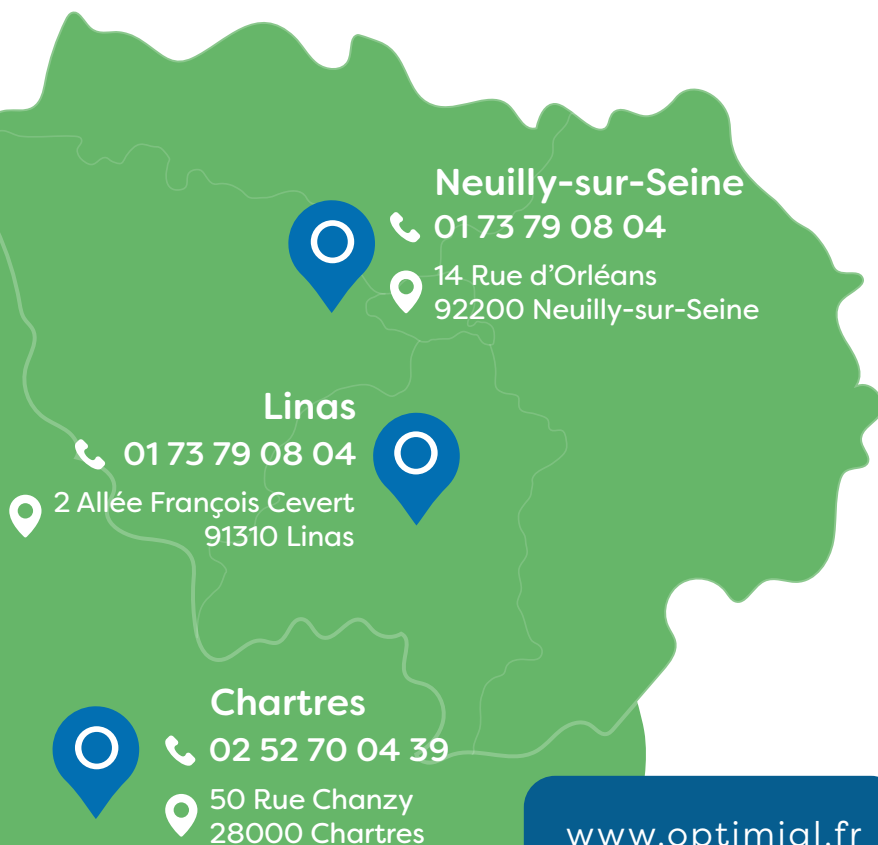 Neuilly-sur-Seine
01 73 79 08 04
14 Rue d’Orléans
92200 Neuilly-sur-Seine
Linas
01 73 79 08 04
2 Allée François Cevert
91310 Linas
Chartres
02 52 70 04 39
50 Rue Chanzy
28000 Chartres
www.optimial.fr